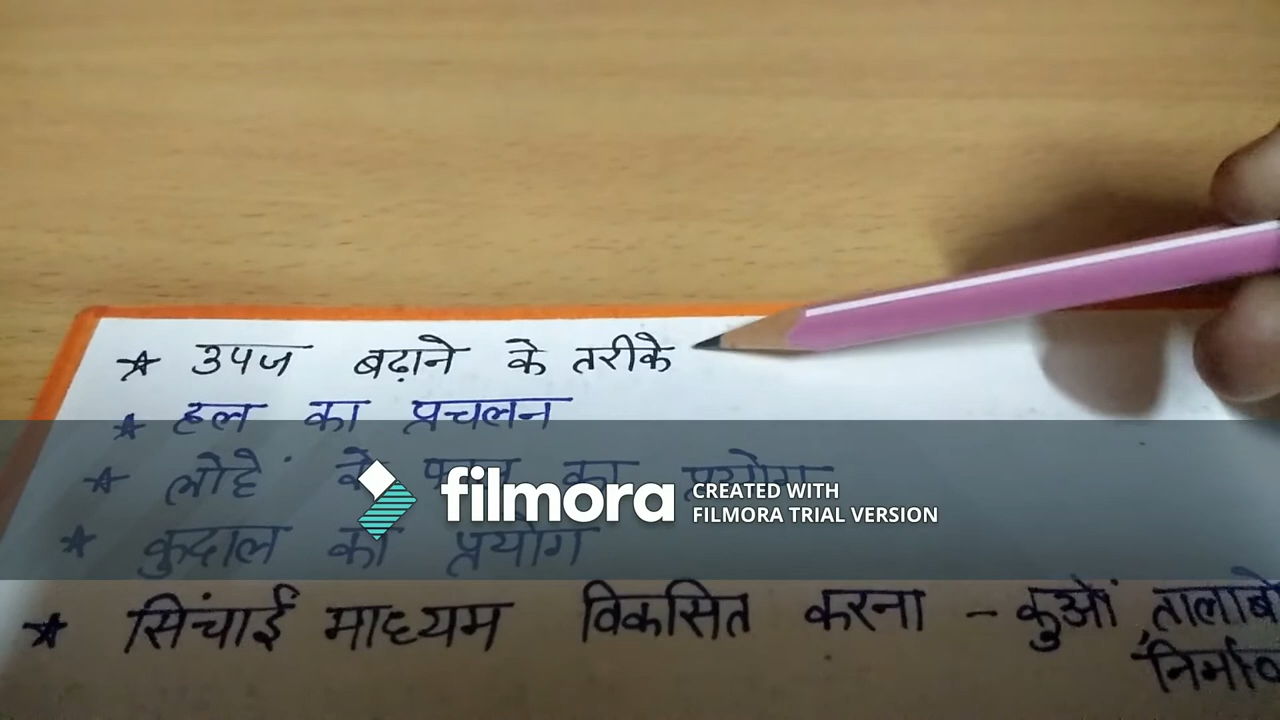 ☆ उपज बढ़ाने के तरीके
☆ हल का प्रचलन
☆ लोहें के फाल का प्रयोग
☆ कुदाल का प्रयोग
☆ सिंचाई माध्यम विकसित करना - कुओं, तालाबों
निर्माण
filmora
CREATED WITH
FILMORA TRIAL VERSION